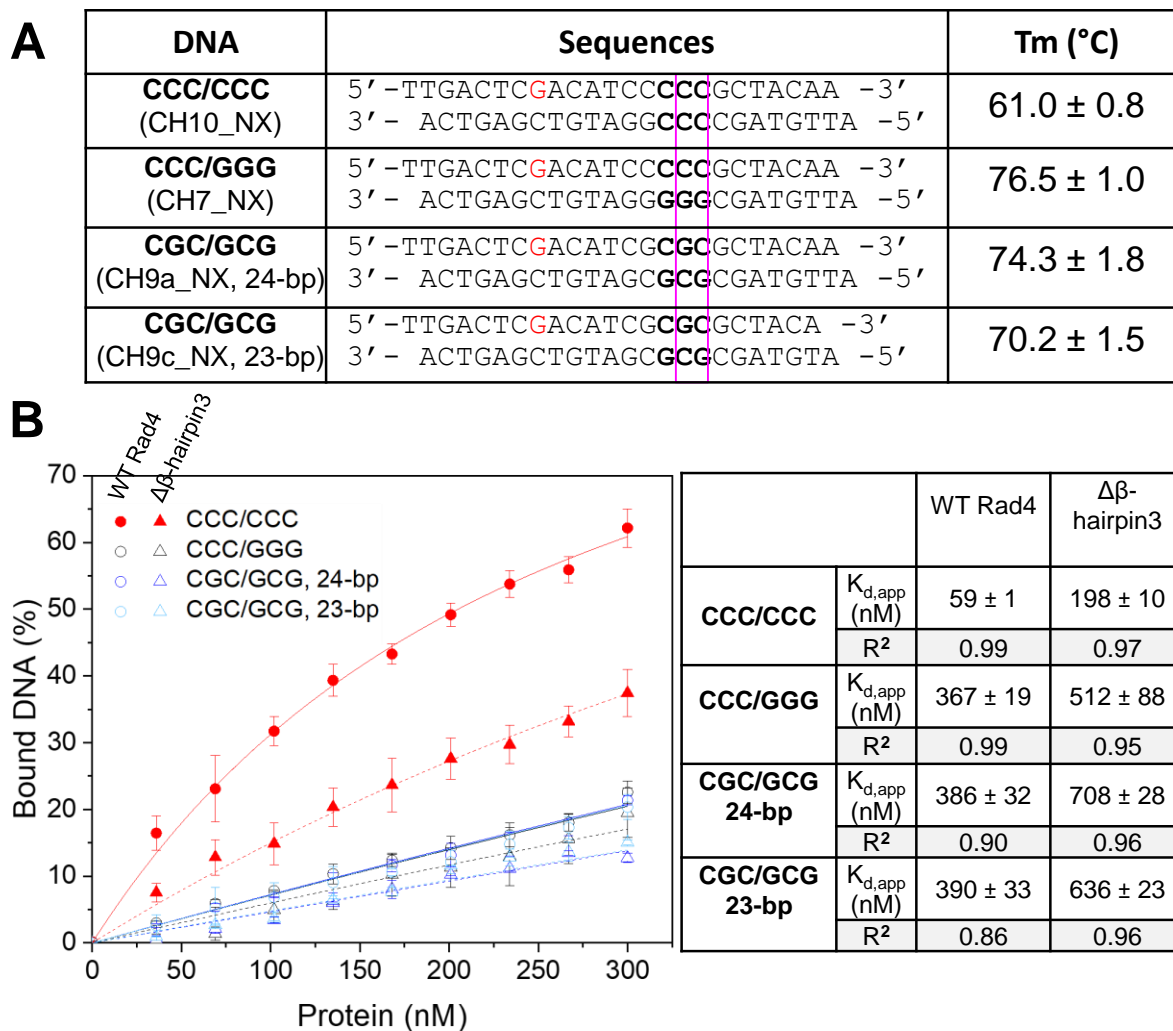 A
DNA Sequences Tm (°C)
CCC/CCC
(CH10_NX)
5′-TTGACTCGACATCCCCCGCTACAA -3′
3′- ACTGAGCTGTAGGCCCCGATGTTA -5′
61.0 ± 0.8
CCC/GGG
(CH7_NX)
5′-TTGACTCGACATCCCCCGCTACAA -3′
3′- ACTGAGCTGTAGGGGGCGATGTTA -5′
76.5 ± 1.0
CGC/GCG
(CH9a_NX, 24-bp)
5′-TTGACTCGACATCGCGCGCTACAA -3′
3′- ACTGAGCTGTAGCGCGCGATGTTA -5′
74.3 ± 1.8
CGC/GCG
(CH9c_NX, 23-bp)
5′-TTGACTCGACATCGCGCGCTACA -3′
3′- ACTGAGCTGTAGCGCGCGATGTA -5′
70.2 ± 1.5
B
WT Rad4
Δβ-hairpin3
CCC/CCC
CCC/GGG
CGC/GCG, 24-bp
CGC/GCG, 23-bp
Bound DNA (%)
70
60
50
40
30
20
10
0
0 50 100 150 200 250 300
Protein (nM)
WT Rad4 Δβ-
hairpin3
CCC/CCC
Kd,app
(nM)
59 ± 1 198 ± 10
R² 0.99 0.97
CCC/GGG
Kd,app
(nM)
367 ± 19 512 ± 88
R² 0.99 0.95
CGC/GCG
24-bp
Kd,app
(nM)
386 ± 32 708 ± 28
R² 0.90 0.96
CGC/GCG
23-bp
Kd,app
(nM)
390 ± 33 636 ± 23
R² 0.86 0.96